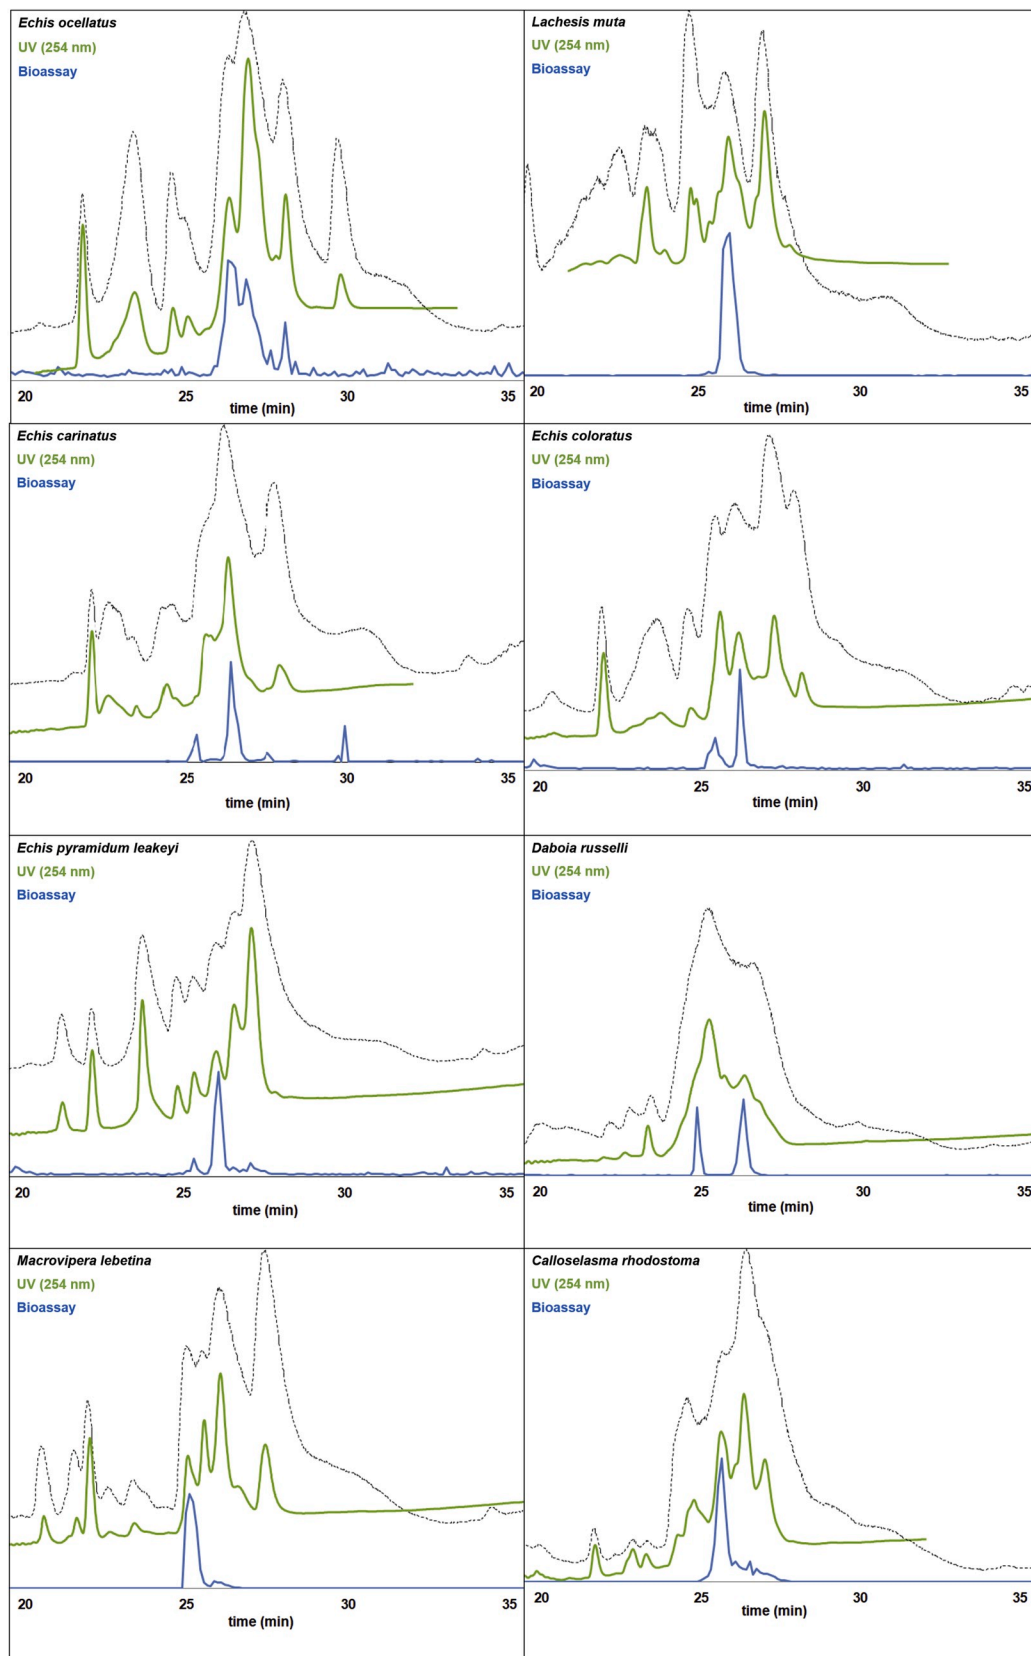 Echis ocellatus
UV (254 nm)
Bioassay
20 25 30 35
time (min)
Lachesis muta
UV (254 nm)
Bioassay
20 25 30 35
time (min)
Echis carinatus
UV (254 nm)
Bioassay
20 25 30 35
time (min)
Echis coloratus
UV (254 nm)
Bioassay
20 25 30 35
time (min)
Echis pyramidum leakeyi
UV (254 nm)
Bioassay
20 25 30 35
time (min)
Daboia russelli
UV (254 nm)
Bioassay
20 25 30 35
time (min)
Macrovipera lebetina
UV (254 nm)
Bioassay
20 25 30 35
time (min)
Calloselasma rhodostoma
UV (254 nm)
Bioassay
20 25 30 35
time (min)